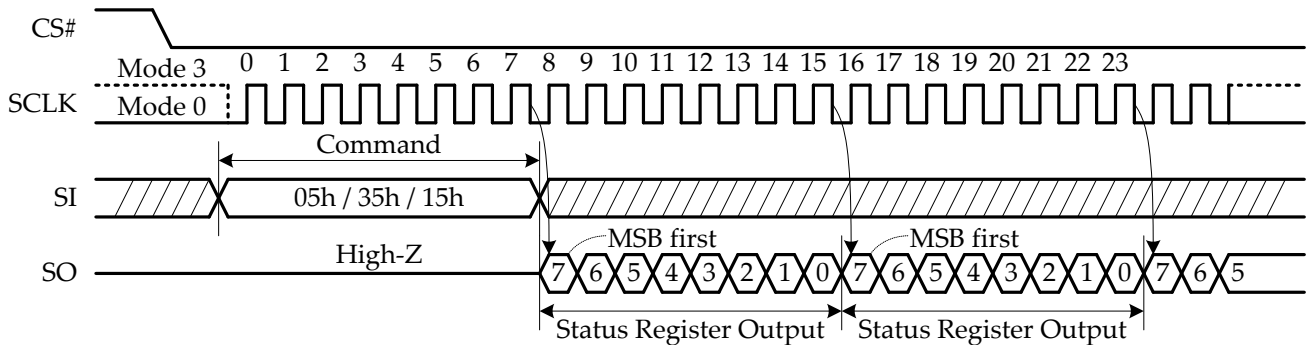 CS#
0 1 2 3 4 5 6 7 8 9 10 11 12 13 14 15 16 17 18 19 20 21 22 23
Mode 3
SCLK
Mode 0
Command
SI
05h / 35h / 15h
High-Z
MSB first
MSB first
SO
7 6 5 4 3 2 1 0 7 6 5 4 3 2 1 0 7 6 5
Status Register Output
Status Register Output